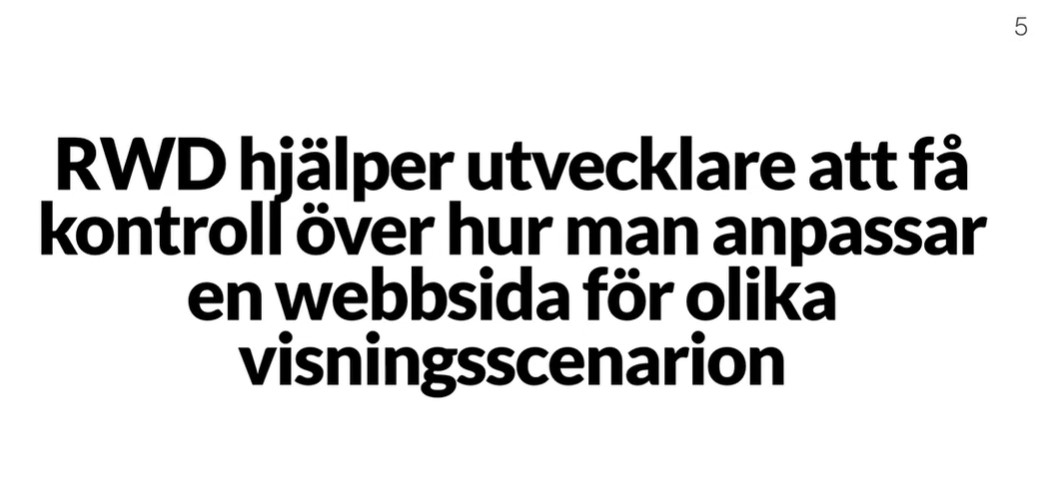 5
RWD hjälper utvecklare att få
kontroll över hur man anpassar
en webbsida för olika
visningsscenarion